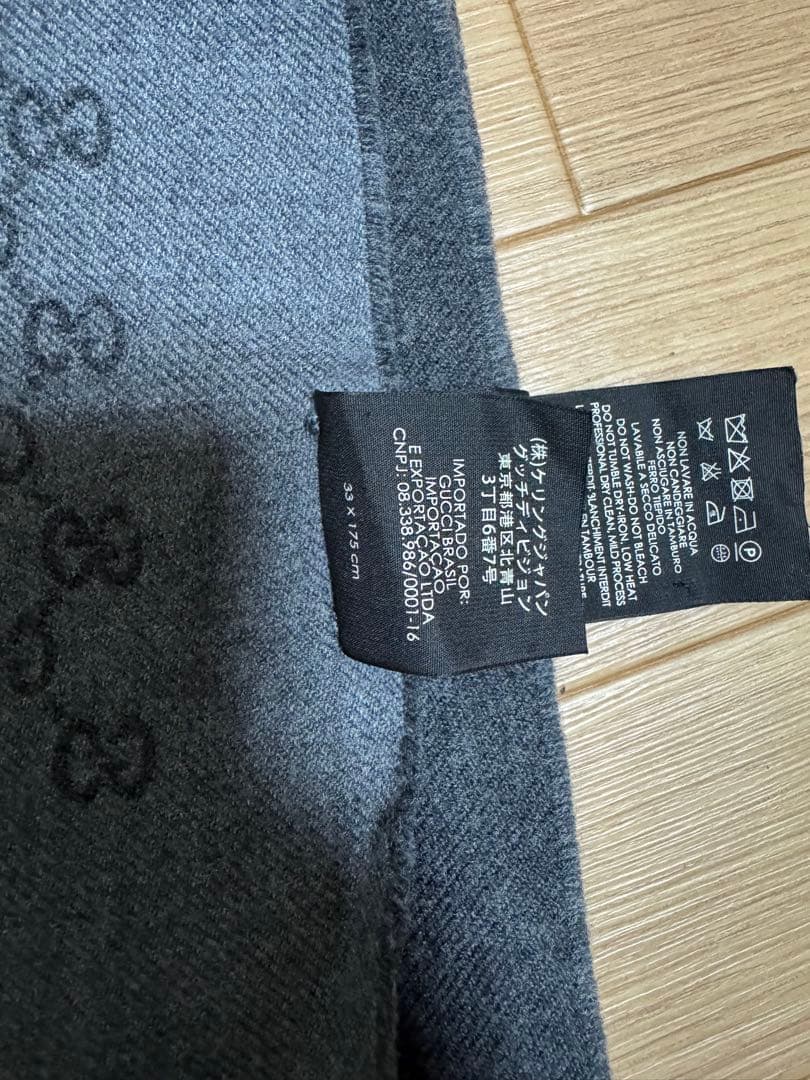 (株)ケリングジャパン
グッチディビジョン
東京都港区北青山
3丁目6番7号
IMPORTADO POR:
GUCCI BRASIL
IMPORTACAO
E EXPORTACAO LTDA
CNPJ: 08.338.986/0001-16
33 X 175 cm
NON LAVARE IN ACQUA
NON CANDEGGIARE
NON ASCIUGARE IN TAMBURO
FERRO TIEPIDO
LAVABILE A SECCO DELICATO
DO NOT WASH-DO NOT BLEACH
DO NOT TUMBLE DRY-IRON, LOW HEAT
PROFESSIONAL DRY CLEAN, MILD PROCESS
INTERDIT
TAMBOUR